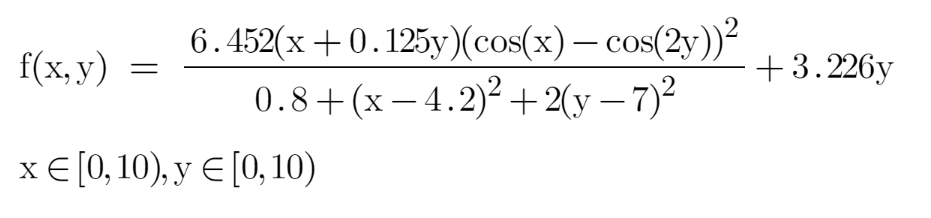 f(x, y) = \frac{6.452(x + 0.125y)(cos(x) − cos(2y))^2}{0.8 + (x − 4.2)^2 + 2(y − 7)^2} + 3.226y
x ∈ [0, 10), y ∈ [0, 10)